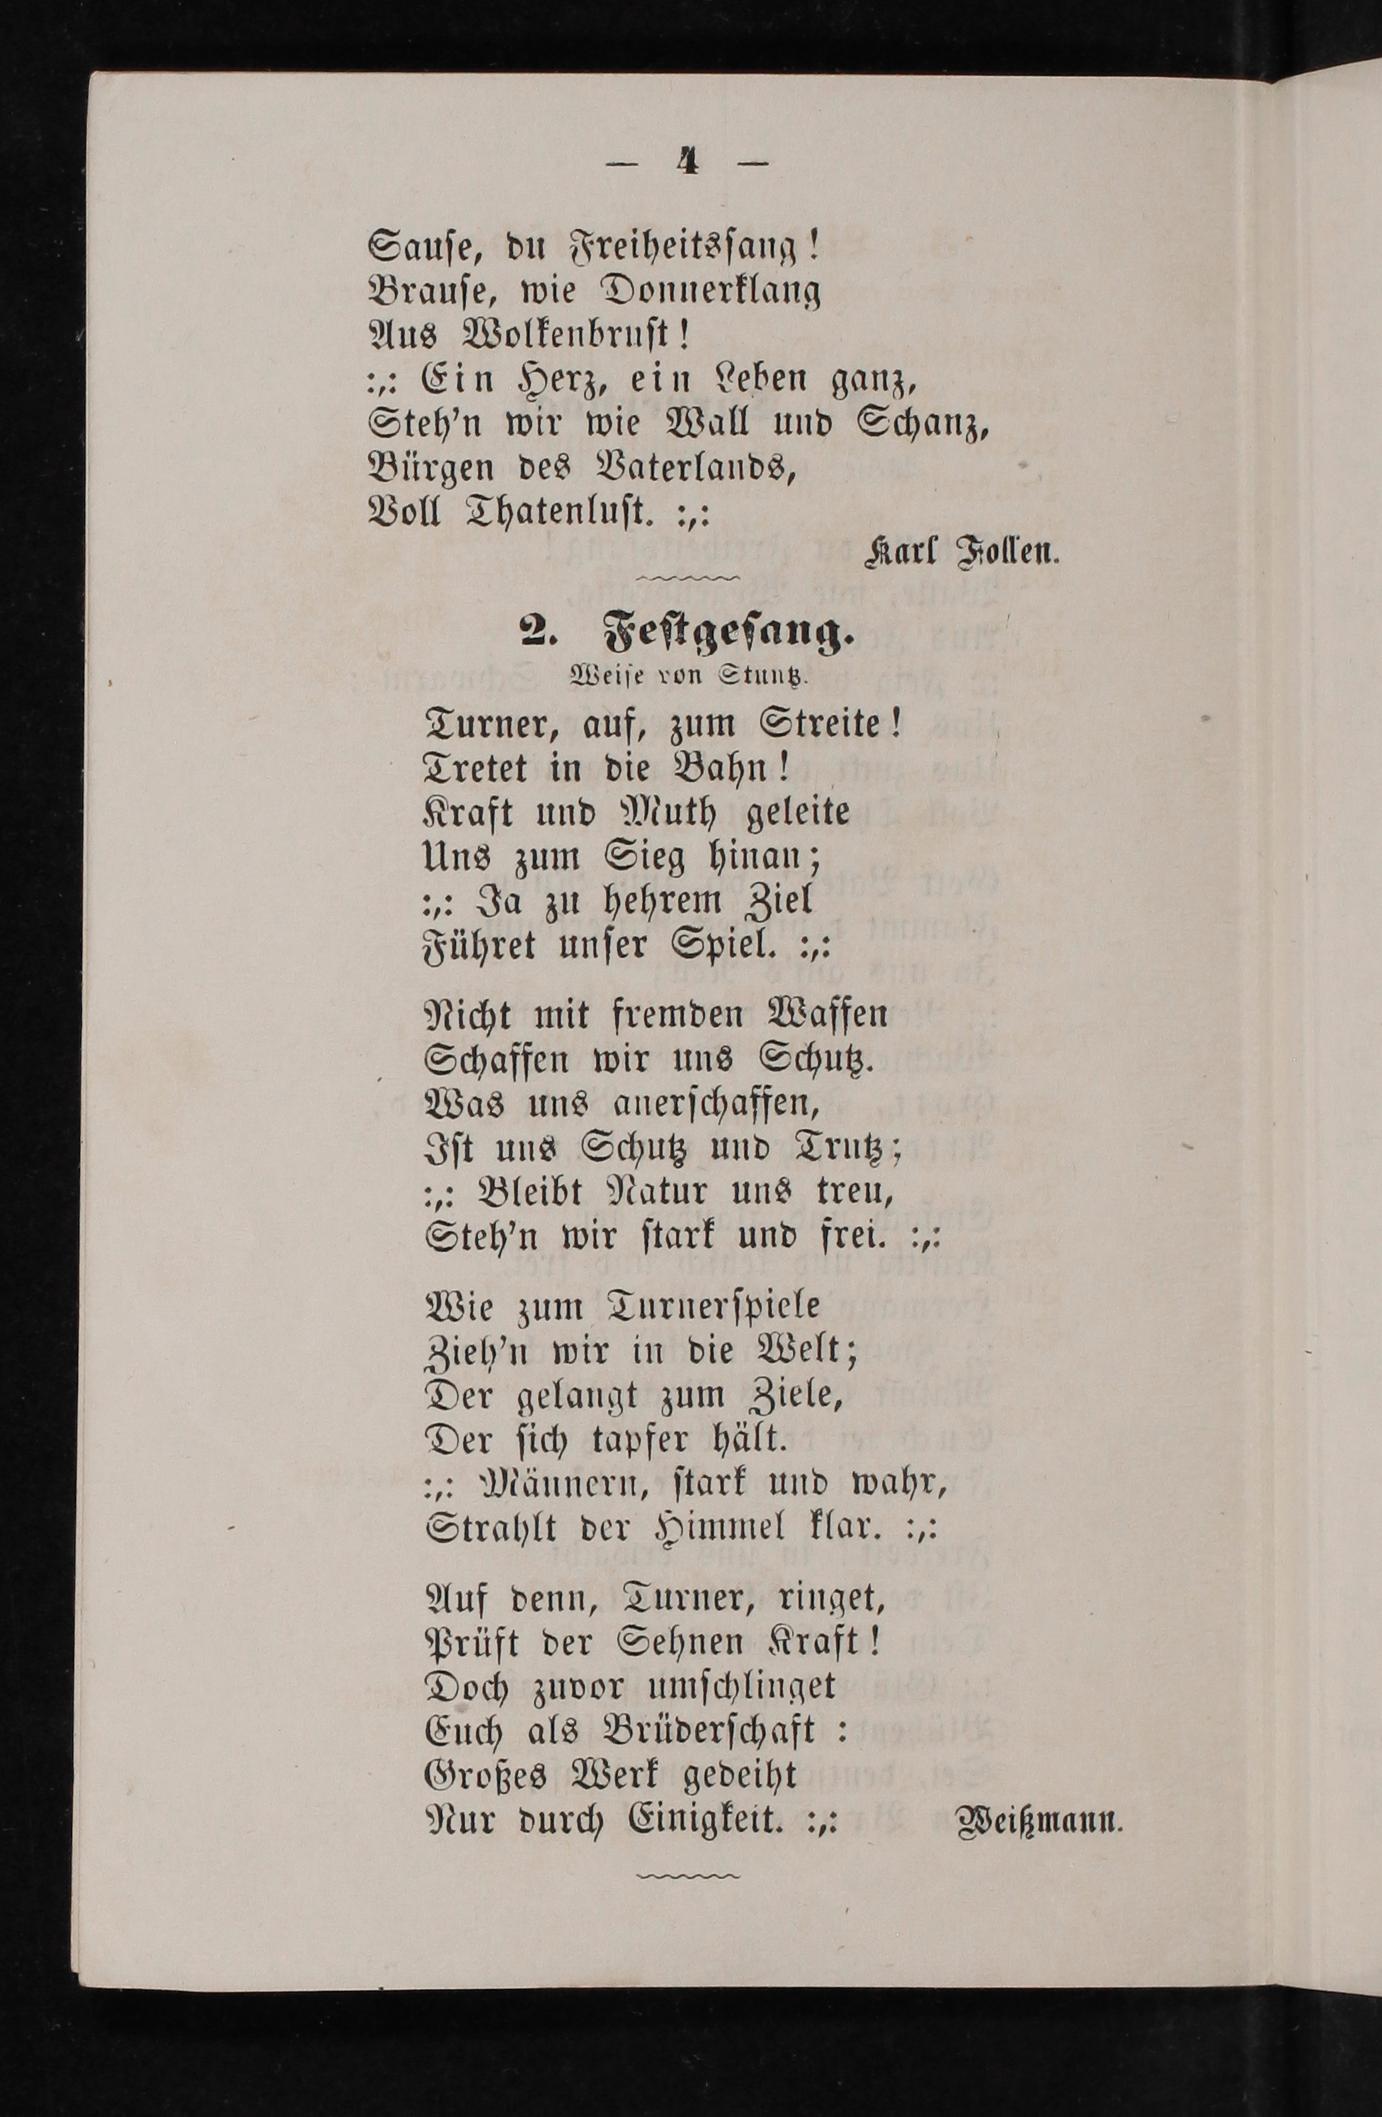 — 4 —
Sause, du Freiheitssang!
Brause, wie Donnerklang
Aus Wolkenbrust!
:,: Ein Herz, ein Leben ganz,
Steh'n wir wie Wall und Schanz,
Bürgen des Vaterlands,
Voll Thatenlust. :,:
Karl Follen.
2. Festgesang.
Weise von Stuntz.
Turner, auf, zum Streite!
Tretet in die Bahn!
Kraft und Muth geleite
Uns zum Sieg hinan;
:,: Ja zu hehrem Ziel
Führet unser Spiel. :,:
Nicht mit fremden Waffen
Schaffen wir uns Schutz.
Was uns anerschaffen,
Ist uns Schutz und Trutz;
:,: Bleibt Natur uns treu,
Steh'n wir stark und frei. :,:
Wie zum Turnerspiele
Zieh'n wir in die Welt;
Der gelangt zum Ziele,
Der sich tapfer hält.
:,: Männern, stark und wahr,
Strahlt der Himmel klar. :,:
Auf denn, Turner, ringet,
Prüft der Sehnen Kraft!
Doch zuvor umschlinget
Euch als Brüderschaft :
Großes Werk gedeiht
Nur durch Einigkeit. :,: Weißmann.